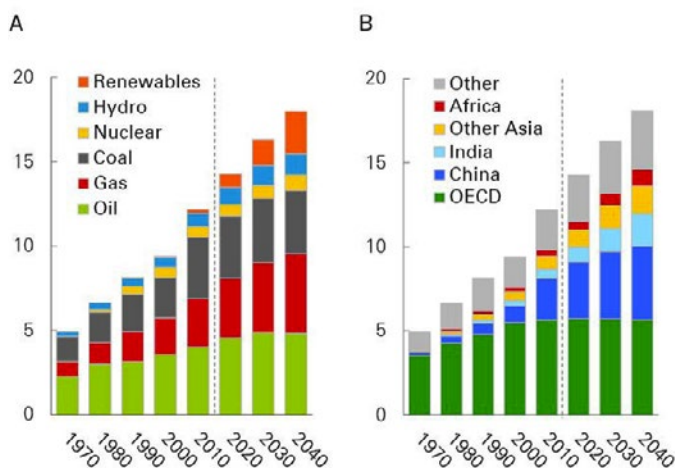 A
20
15
10
5
0
Renewables
Hydro
Nuclear
Coal
Gas
Oil
1970
1980
1990
2000
2010
2020
2030
2040
B
20
15
10
5
0
Other
Africa
Other Asia
India
China
OECD
1970
1980
1990
2000
2010
2020
2030
2040